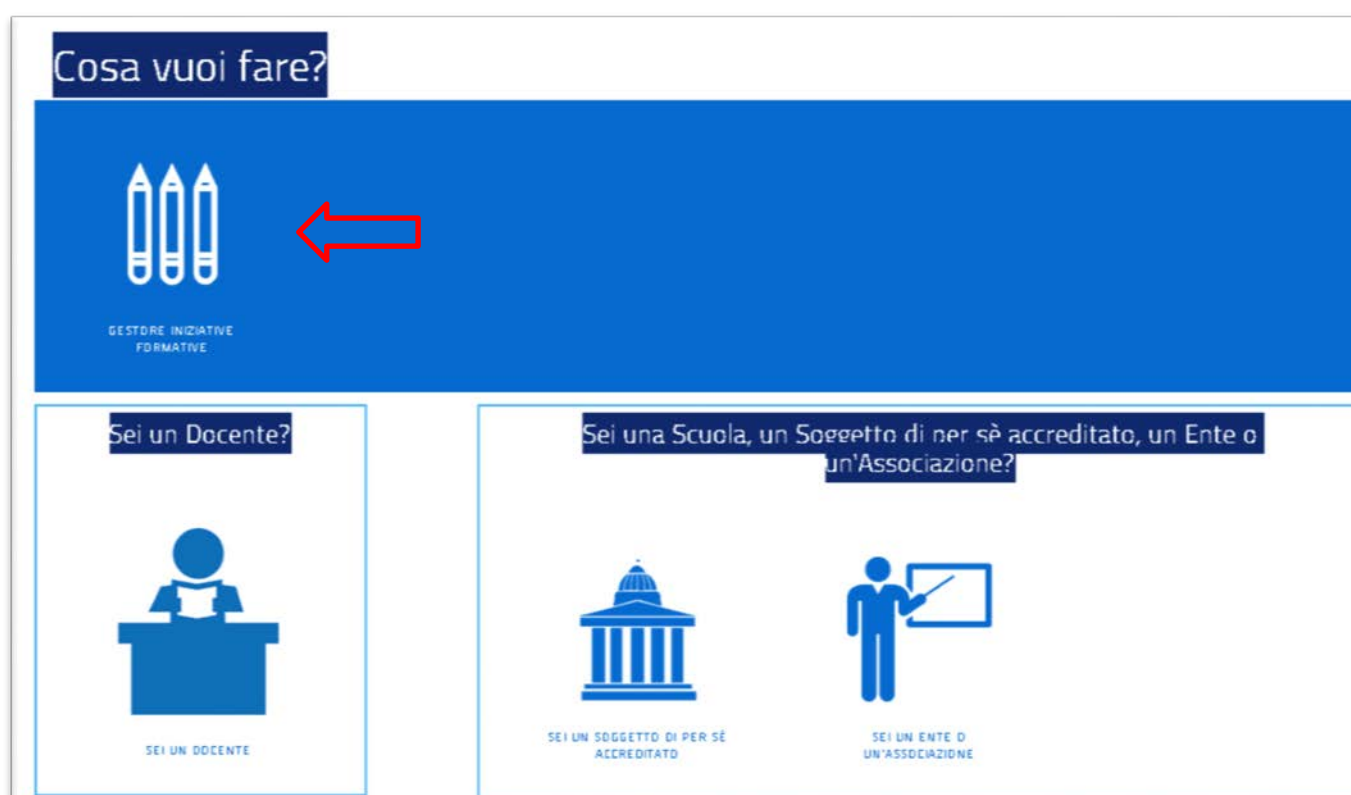 Cosa vuoi fare?
GESTORE INIZIATIVE
FORMATIVE
Sei un Docente?
SEI UN DOCENTE
Sei una Scuola, un Soggetto di per sè accreditato, un Ente o
un'Associazione?
SEI UN SOGGETTO DI PER SÈ
ACCREDITATO
SEI UN ENTE O
UN'ASSOCIAZIONE